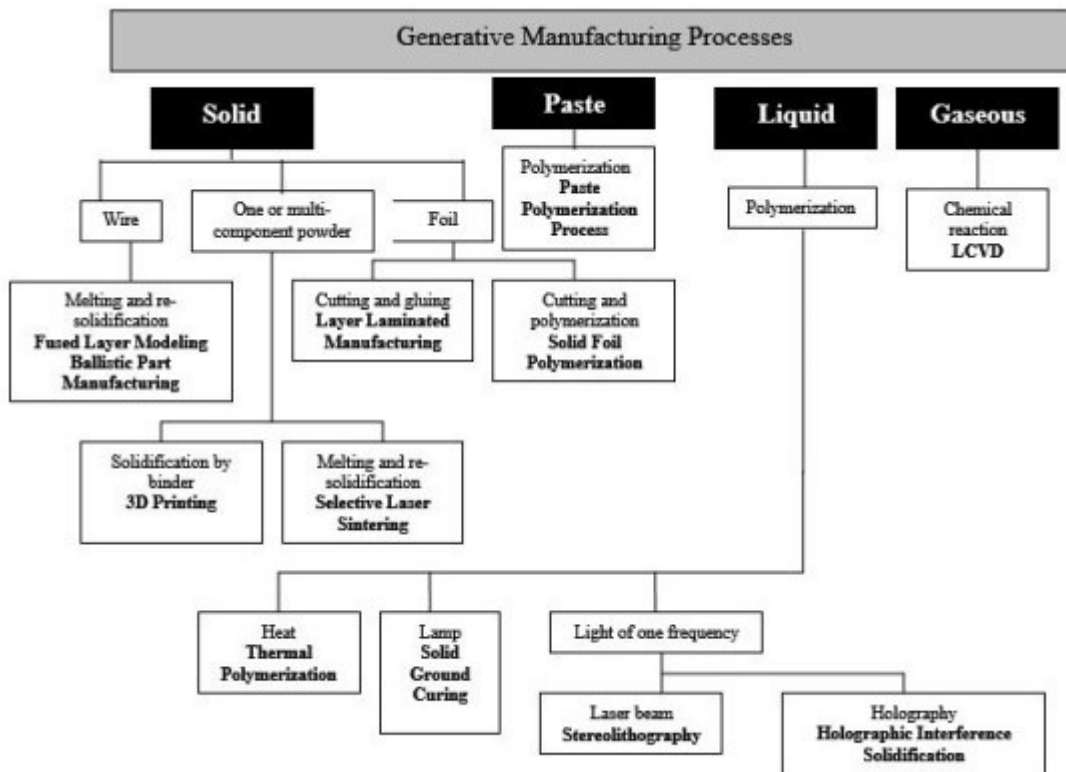 Generative Manufacturing Processes
Solid
Paste
Liquid
Gaseous
Wire
One or multi-
component powder
Foil
Polymerization
Paste
Polymerization
Process
Polymerization
Chemical
reaction
LCVD
Melting and re-
solidification
Fused Layer Modeling
Ballistic Part
Manufacturing
Cutting and gluing
Layer Laminated
Manufacturing
Cutting and
polymerization
Solid Foil
Polymerization
Solidification by
binder
3D Printing
Melting and re-
solidification
Selective Laser
Sintering
Heat
Thermal
Polymerization
Lamp
Solid
Ground
Curing
Light of one frequency
Laser beam
Stereolithography
Holography
Holographic Interference
Solidification